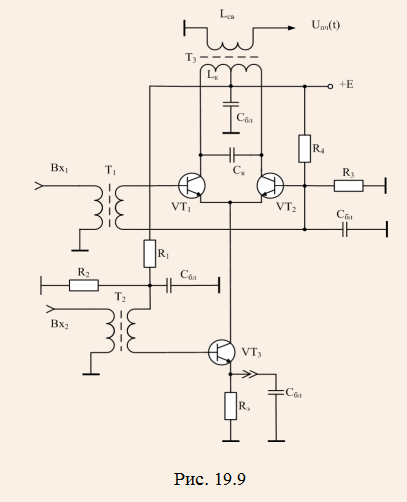 Lсв
Uпч(t)
T3
Lк
+E
Cбл
R4
Вх1
T1
Cк
R3
VT1
VT2
Cбл
R1
R2
Cбл
T2
Вх2
VT3
Cбл
Rэ
Рис. 19.9